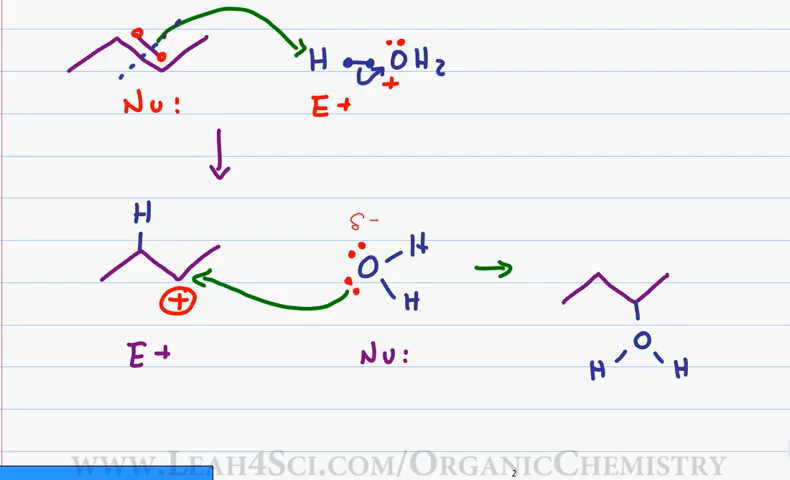 H OH2
+
Nu: E+
H
δ- H
O
+ H
E+ Nu:
O
H H
www.Leah4Sci.com/OrganicChemistry
2